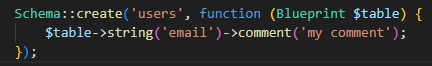 Schema::create('users', function (Blueprint $table) {
    $table->string('email')->comment('my comment');
});